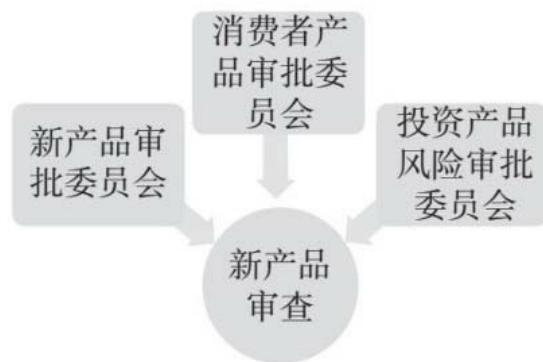 新产品审
批委员会
消费者产
品审批委
员会
投资产品
风险审批
委员会
新产品
审查